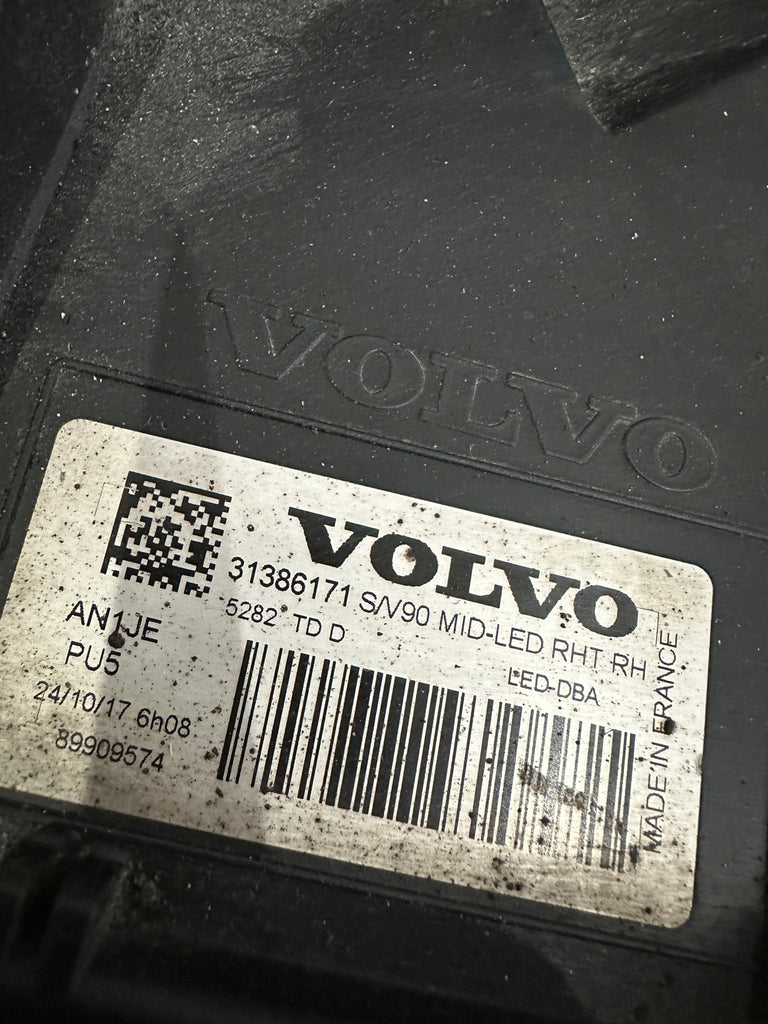 VOLVO
VOLVO
31386171 S/V90 MID-LED RHT RH
5282 TD D
LED-DBA
AN1JE
PU5
24/10/17 6h08
89909574
MADE IN FRANCE